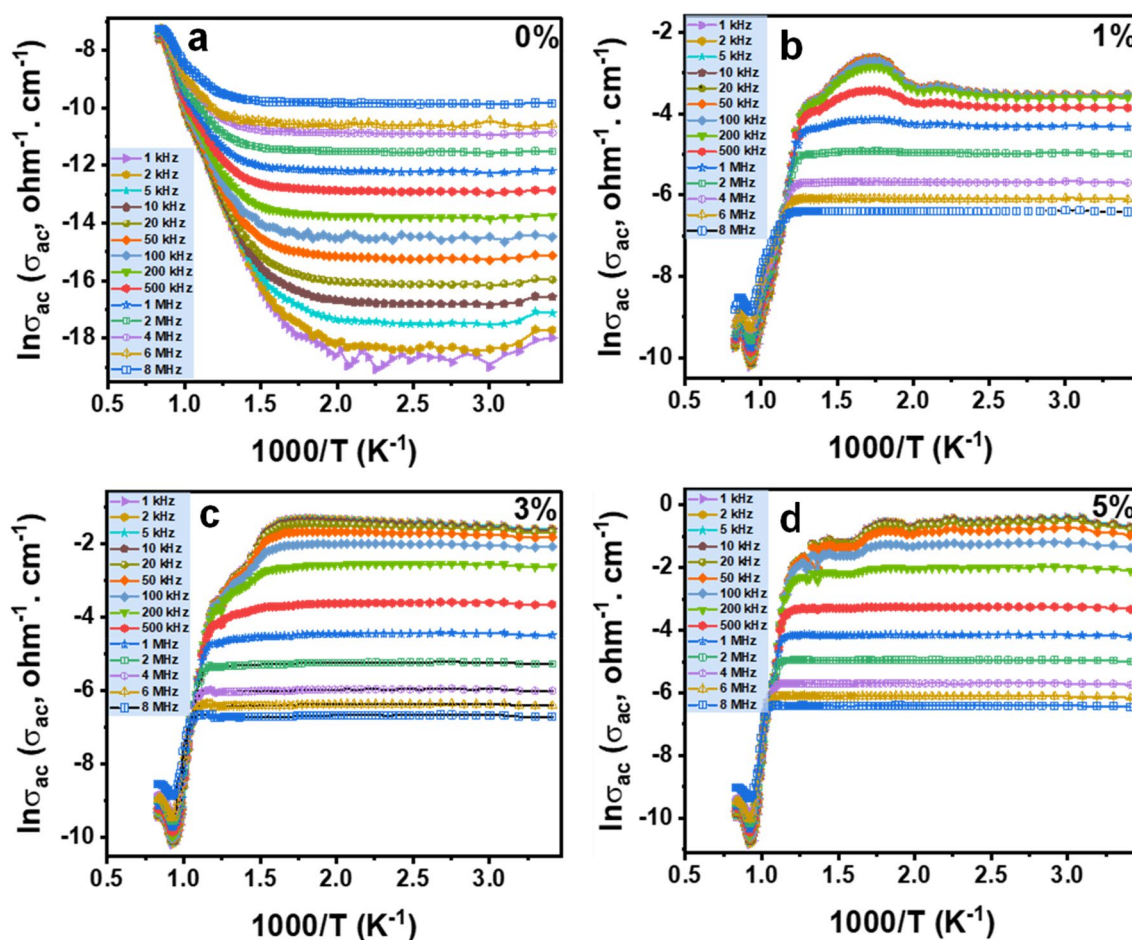 a
0%
-8
-10
-12
-14
-16
-18
lnσac (σac, ohm-1. cm-1)
1 kHz
2 kHz
5 kHz
10 kHz
20 kHz
50 kHz
100 kHz
200 kHz
500 kHz
1 MHz
2 MHz
4 MHz
6 MHz
8 MHz
0.5 1.0 1.5 2.0 2.5 3.0
1000/T (K-1)
b
1%
-2
-4
-6
-8
-10
lnσac (σac, ohm-1. cm-1)
1 kHz
2 kHz
5 kHz
10 kHz
20 kHz
50 kHz
100 kHz
200 kHz
500 kHz
1 MHz
2 MHz
4 MHz
6 MHz
8 MHz
0.5 1.0 1.5 2.0 2.5 3.0
1000/T (K-1)
c
3%
-2
-4
-6
-8
-10
lnσac (σac, ohm-1. cm-1)
1 kHz
2 kHz
5 kHz
10 kHz
20 kHz
50 kHz
100 kHz
200 kHz
500 kHz
1 MHz
2 MHz
4 MHz
6 MHz
8 MHz
0.5 1.0 1.5 2.0 2.5 3.0
1000/T (K-1)
d
5%
0
-2
-4
-6
-8
-10
lnσac (σac, ohm-1. cm-1)
1 kHz
2 kHz
5 kHz
10 kHz
20 kHz
50 kHz
100 kHz
200 kHz
500 kHz
1 MHz
2 MHz
4 MHz
6 MHz
8 MHz
0.5 1.0 1.5 2.0 2.5 3.0
1000/T (K-1)